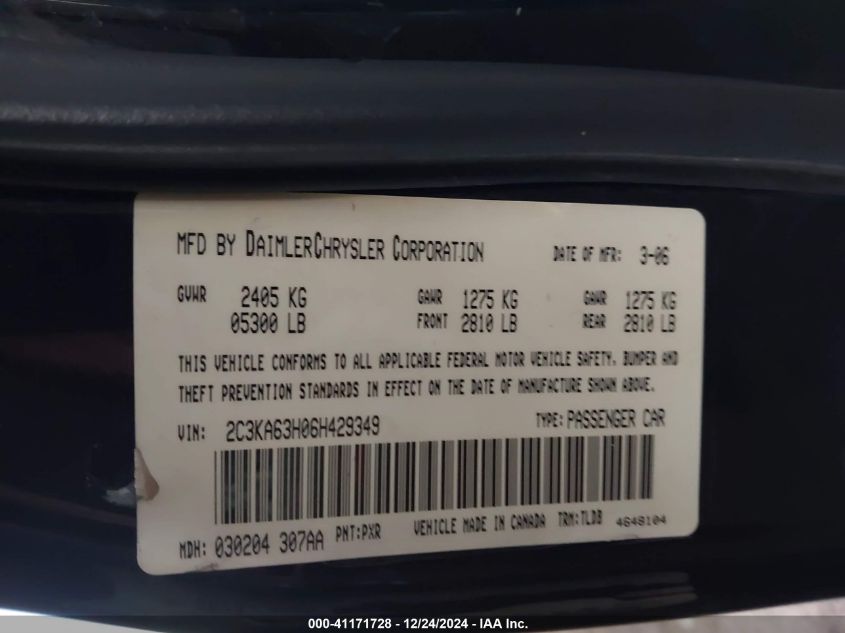 MFD BY DAIMLERCHRYSLER CORPORATION DATE OF MFR: 3-06
GVWR 2405 KG GAWR 1275 KG GAWR 1275 KG
05300 LB FRONT 2810 LB REAR 2810 LB
THIS VEHICLE CONFORMS TO ALL APPLICABLE FEDERAL MOTOR VEHICLE SAFETY, BUMPER AND
THEFT PREVENTION STANDARDS IN EFFECT ON THE DATE OF MANUFACTURE SHOWN ABOVE.
VIN: 2C3KA63H06H429349 TYPE: PASSENGER CAR
MDH: 030204 307AA PNT:PXR VEHICLE MADE IN CANADA TRM:TLDB 4648104
000-41171728 - 12/24/2024 - IAA Inc.